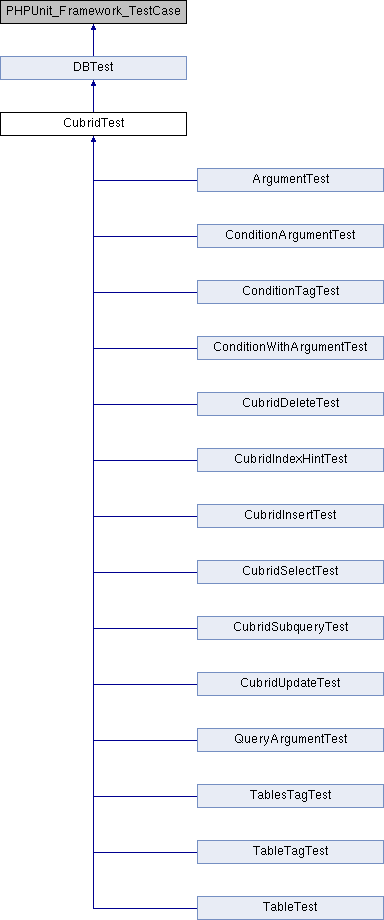 PHPUnit_Framework_TestCase
DBTest
CubridTest
ArgumentTest
ConditionArgumentTest
ConditionTagTest
ConditionWithArgumentTest
CubridDeleteTest
CubridIndexHintTest
CubridInsertTest
CubridSelectTest
CubridSubqueryTest
CubridUpdateTest
QueryArgumentTest
TablesTagTest
TableTagTest
TableTest